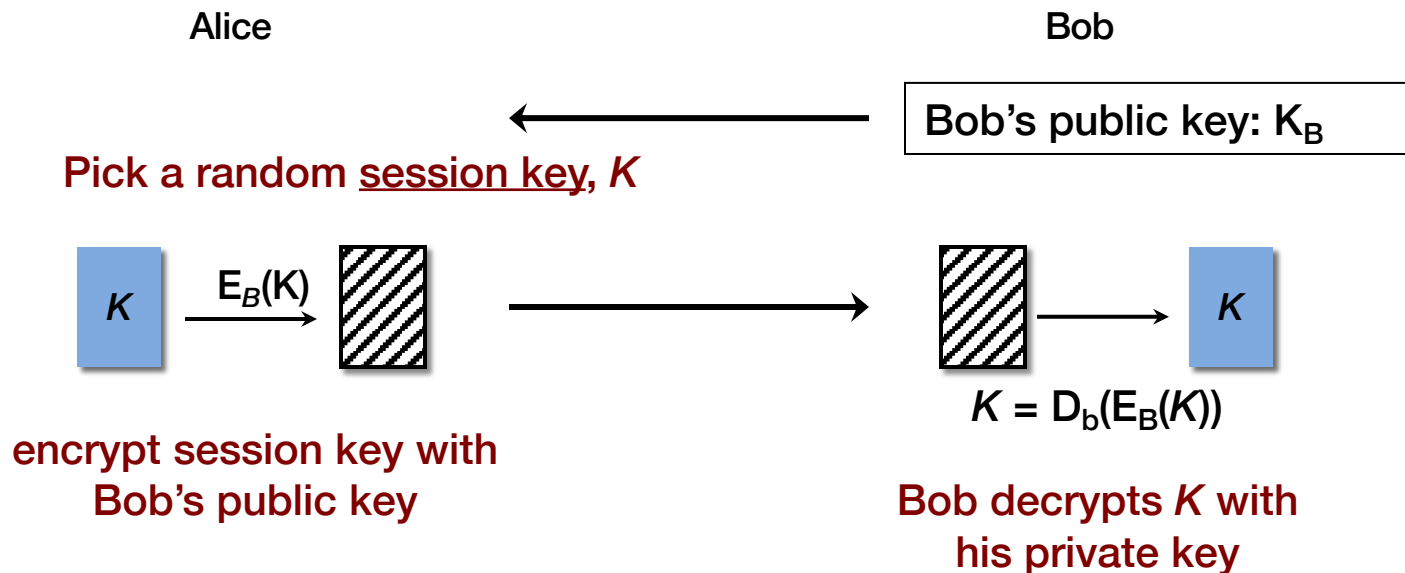 Alice
Bob
Bob's public key: K_B
Pick a random session key, K
K
E_B(K)
K
K = D_b(E_B(K))
encrypt session key with
Bob's public key
Bob decrypts K with
his private key